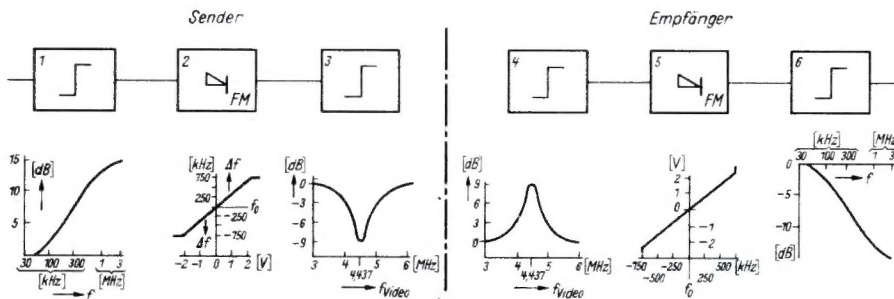 Sender
Empfänger
1
2
FM
3
4
5
FM
6
15
10
5
[dB]
30 100 300 1 3
[kHz] [MHz]
f
[kHz] Δf
750
250
-250
-750
f₀
Δf
-2 -1 0 1 2 [V]
[dB]
0
-3
-6
-9
3 4 5 6 [MHz]
4,437
f Video
[dB]
9
6
3
0
3 4 5 6 [MHz]
4,437
f Video
[V]
2
1
0
-1
-2
-750 0 250 [kHz]
-500 500
f₀
[kHz] [MHz]
30 100 300 1 3
f
0
-5
-10
[dB]